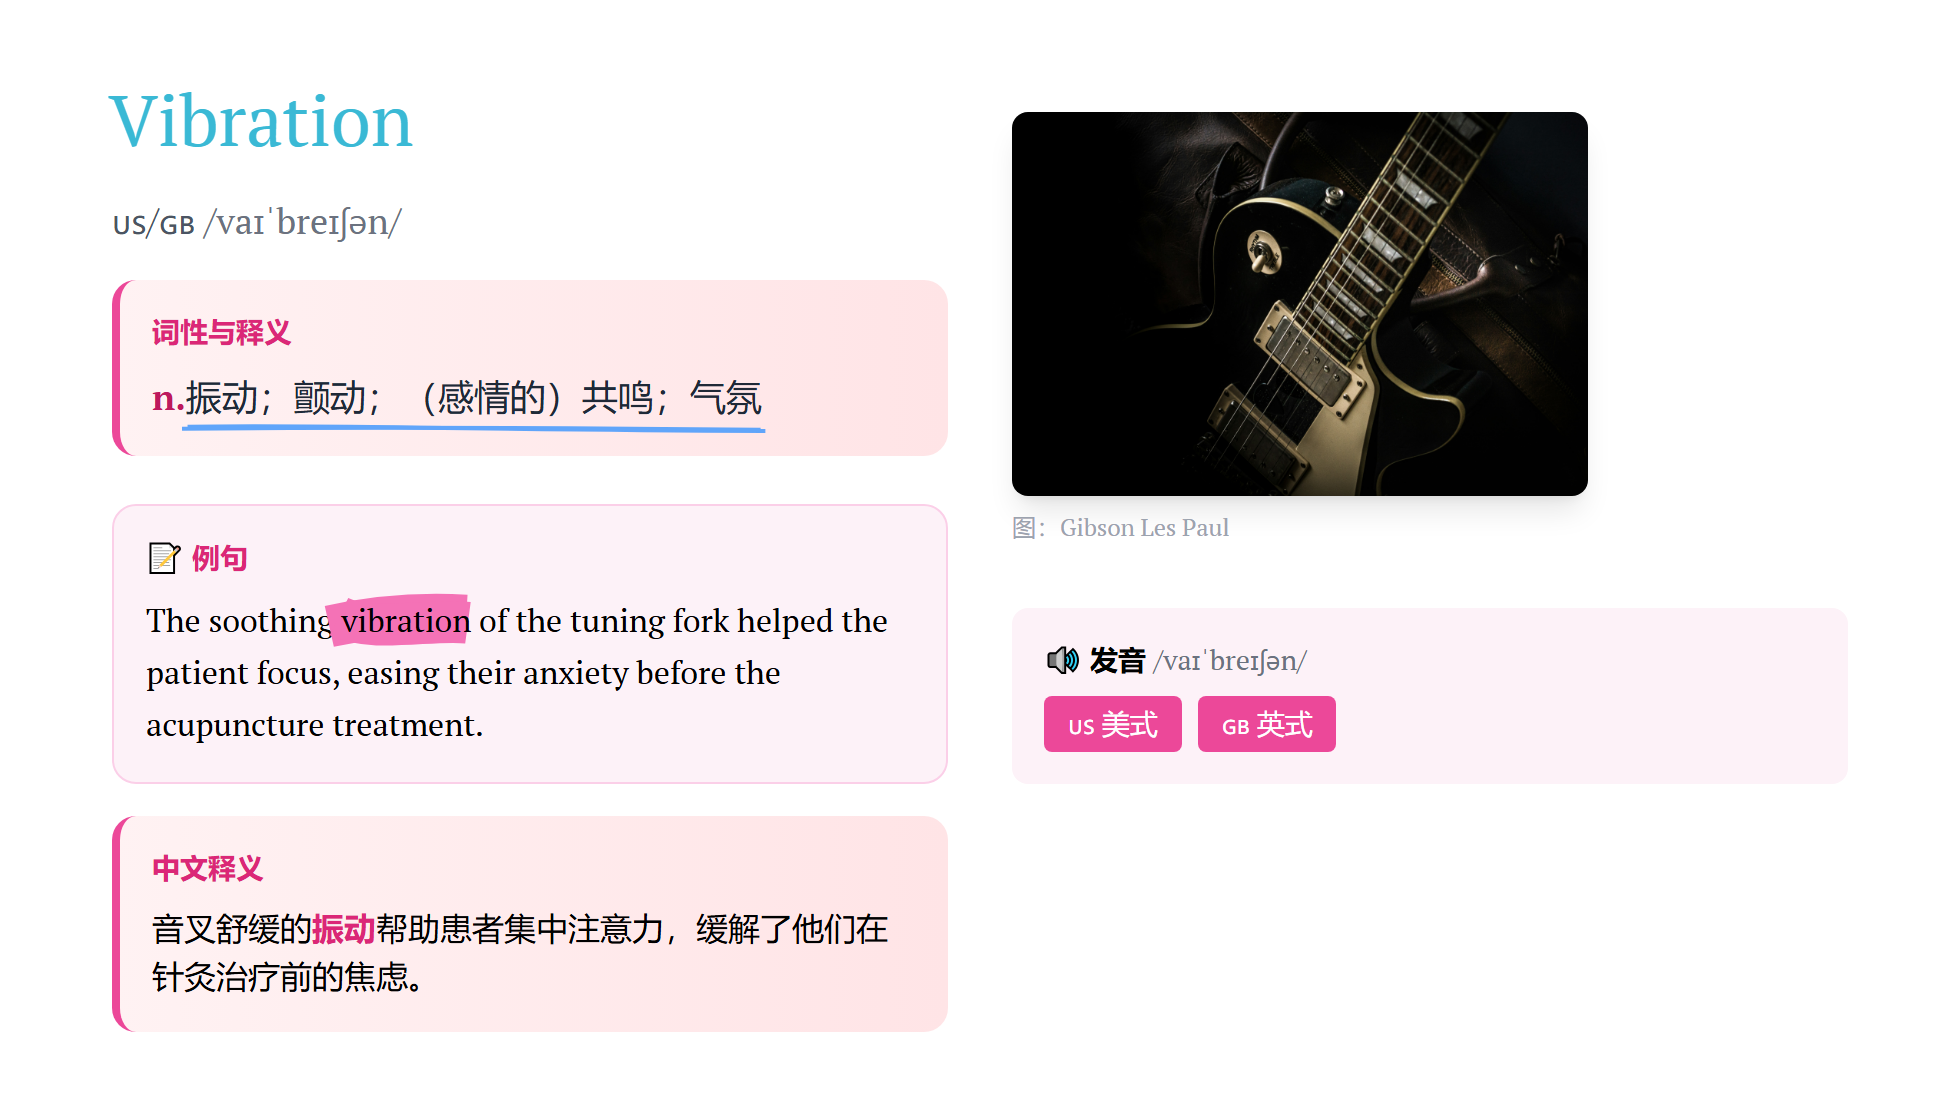 Vibration
US/GB /vaɪˈbreɪʃən/
词性与释义
n.振动；颤动；（感情的）共鸣；气氛
📝 例句
The soothing vibration of the tuning fork helped the
patient focus, easing their anxiety before the
acupuncture treatment.
中文释义
音叉舒缓的振动帮助患者集中注意力，缓解了他们在
针灸治疗前的焦虑。
图：Gibson Les Paul
🔊 发音 /vaɪˈbreɪʃən/
US 美式
GB 英式